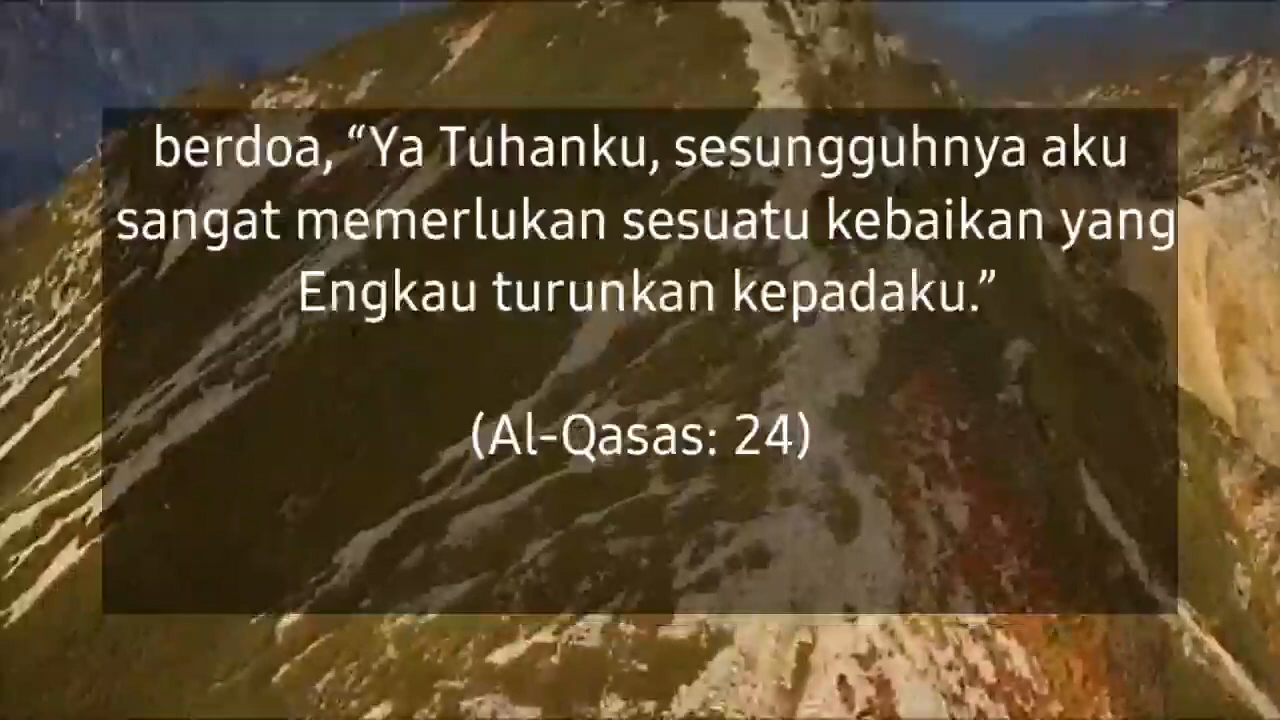 berdoa, “Ya Tuhanku, sesungguhnya aku
sangat memerlukan sesuatu kebaikan yang
Engkau turunkan kepadaku.”
(Al-Qasas: 24)